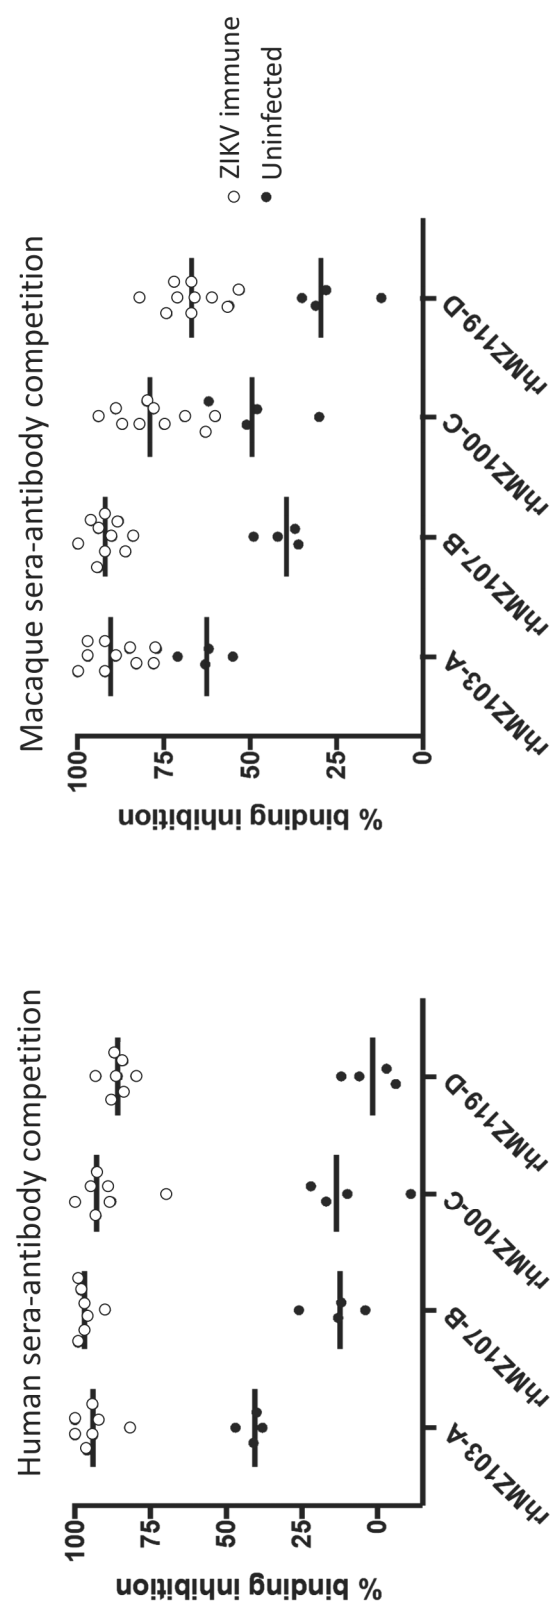 Human sera-antibody competition
% binding inhibition
100
75
50
25
0
rhMZ103-A
rhMZ107-B
rhMZ100-C
rhMZ119-D
Macaque sera-antibody competition
% binding inhibition
100
75
50
25
0
rhMZ103-A
rhMZ107-B
rhMZ100-C
rhMZ119-D
ZIKV immune
Uninfected